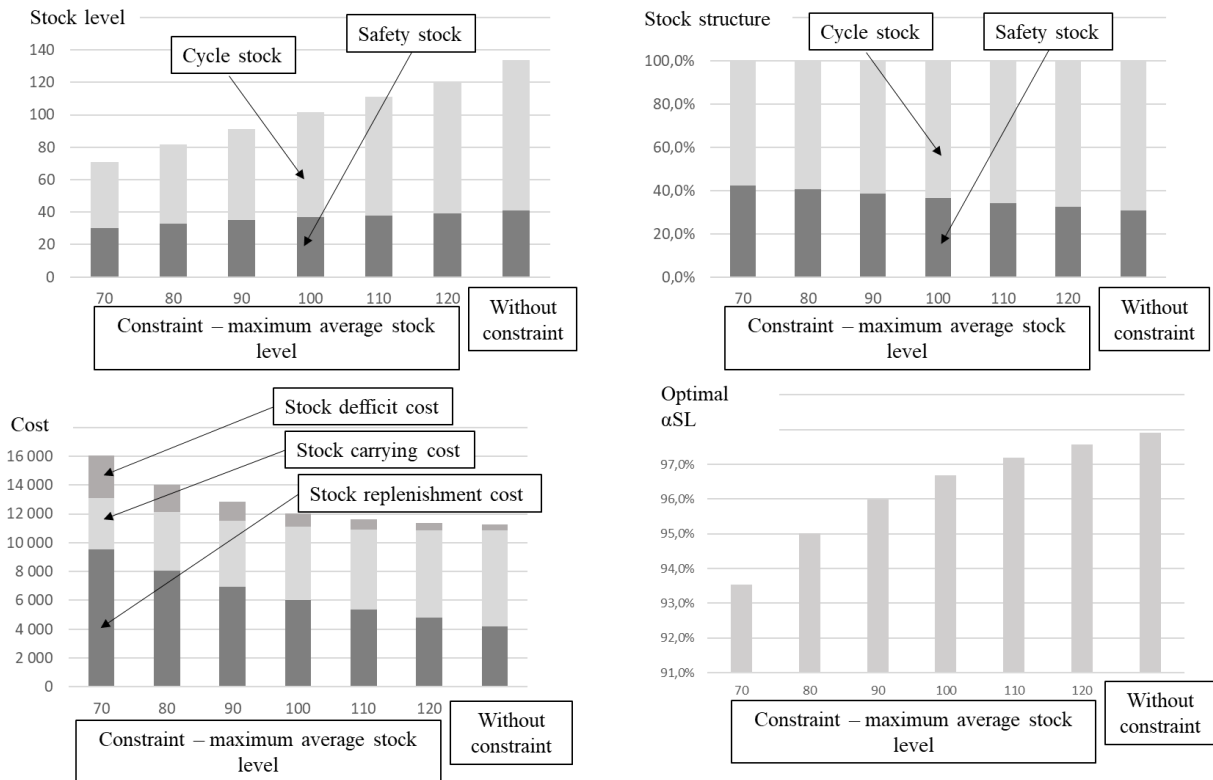 Stock level
Cycle stock
Safety stock
140
120
100
80
60
40
20
0
70 80 90 100 110 120
Constraint – maximum average stock
level
Without
constraint
Stock structure
Cycle stock
Safety stock
100,0%
80,0%
60,0%
40,0%
20,0%
0,0%
70 80 90 100 110 120
Constraint – maximum average stock
level
Without
constraint
Cost
Stock defficit cost
Stock carrying cost
Stock replenishment cost
16 000
14 000
12 000
10 000
8 000
6 000
4 000
2 000
0
70 80 90 100 110 120
Constraint – maximum average stock
level
Without
constraint
Optimal
αSL
97,0%
96,0%
95,0%
94,0%
93,0%
92,0%
91,0%
70 80 90 100 110 120
Constraint – maximum average stock
level
Without
constraint